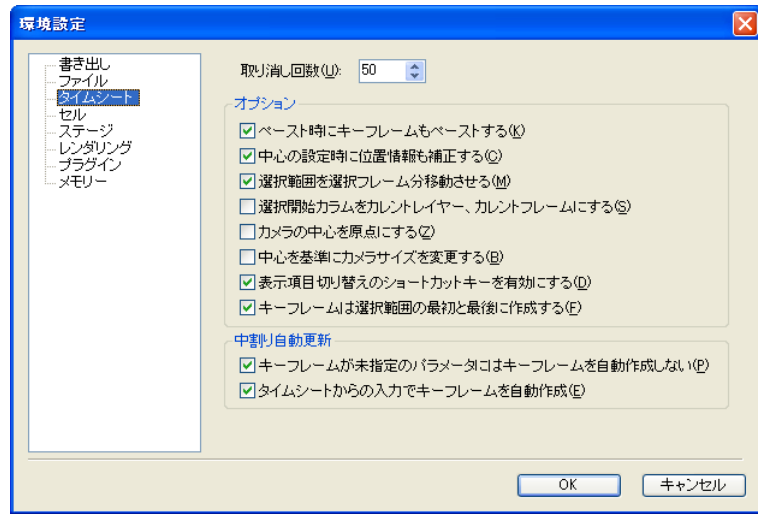 環境設定
書き出し
ファイル
タイムシート
セル
ステージ
レンダリング
プラグイン
メモリー
取り消し回数(U): 50
オプション
ペースト時にキーフレームもペーストする(K)
中心の設定時に位置情報も補正する(C)
選択範囲を選択フレーム分移動させる(M)
選択開始カラムをカレントレイヤー、カレントフレームにする(S)
カメラの中心を原点にする(Z)
中心を基準にカメラサイズを変更する(B)
表示項目切り替えのショートカットキーを有効にする(D)
キーフレームは選択範囲の最初と最後に作成する(F)
中割り自動更新
キーフレームが未指定のパラメータにはキーフレームを自動作成しない(P)
タイムシートからの入力でキーフレームを自動作成(E)
OK キャンセル